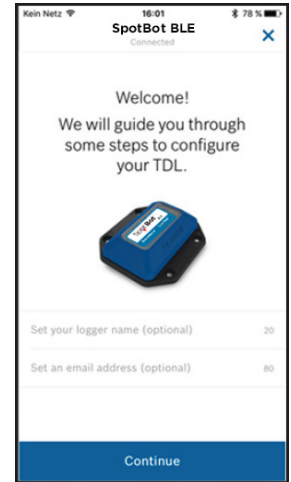 Kein Netz 16:01 78 %
SpotBot BLE
Connected
Welcome!
We will guide you through
some steps to configure
your TDL.
SpotBot
Set your logger name (optional) 20
Set an email address (optional) 80
Continue